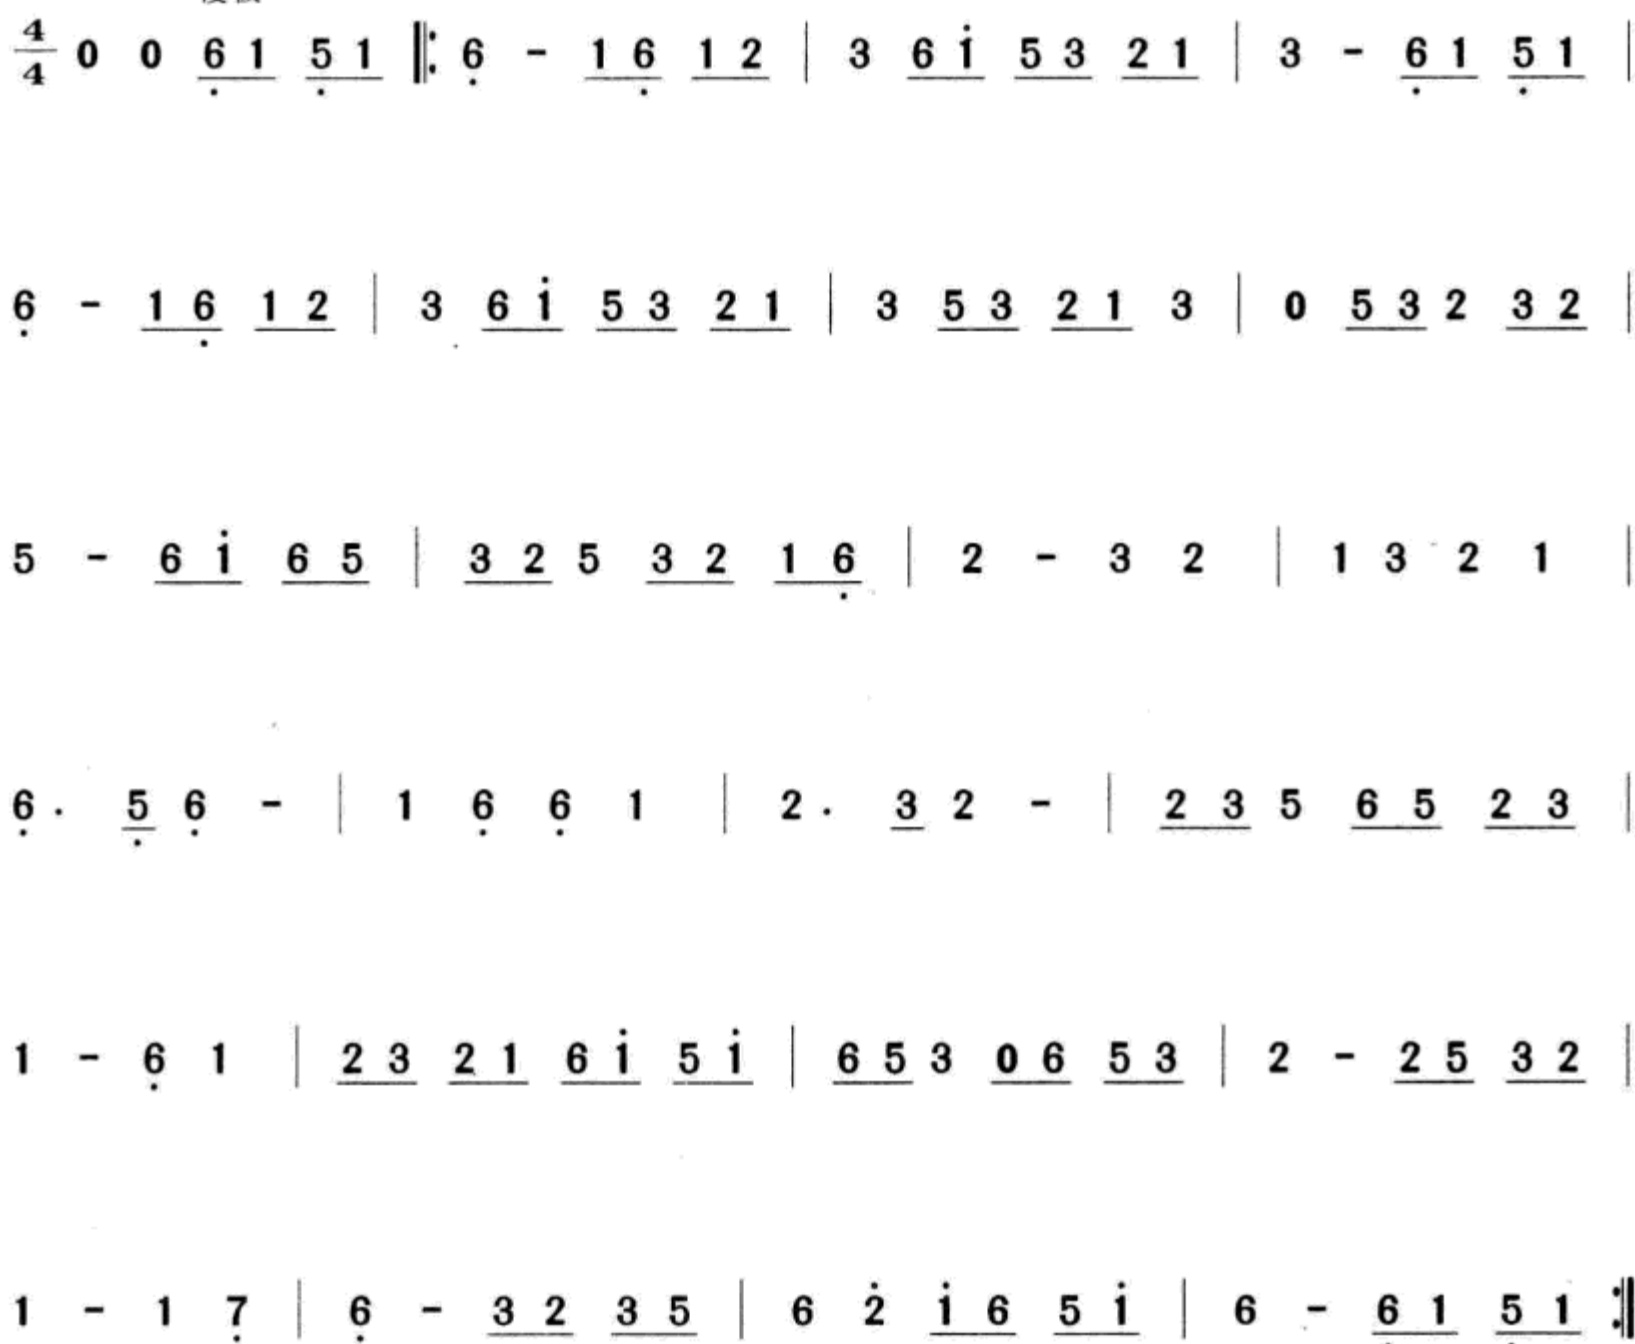 4/4 0 0 6̣ 1 5̣ 1 ‖: 6̣ - 1 6̣ 1 2 | 3 6 1̇ 5 3 2 1 | 3 - 6̣ 1 5̣ 1 |
6̣ - 1 6̣ 1 2 | 3 6 1̇ 5 3 2 1 | 3 5 3 2 1 3 | 0 5 3 2 3 2 |
5 - 6 1̇ 6 5 | 3 2 5 3 2 1 6̣ | 2 - 3 2 | 1 3 2 1 |
6̣ . 5̣ 6̣ - | 1 6̣ 6̣ 1 | 2 . 3 2 - | 2 3 5 6 5 2 3 |
1 - 6̣ 1 | 2 3 2 1 6 1̇ 5 1̇ | 6 5 3 0 6 5 3 | 2 - 2 5 3 2 |
1 - 1 7̣ | 6̣ - 3 2 3 5 | 6 2̇ 1̇ 6 5 1̇ | 6 - 6̣ 1 5̣ 1 :‖